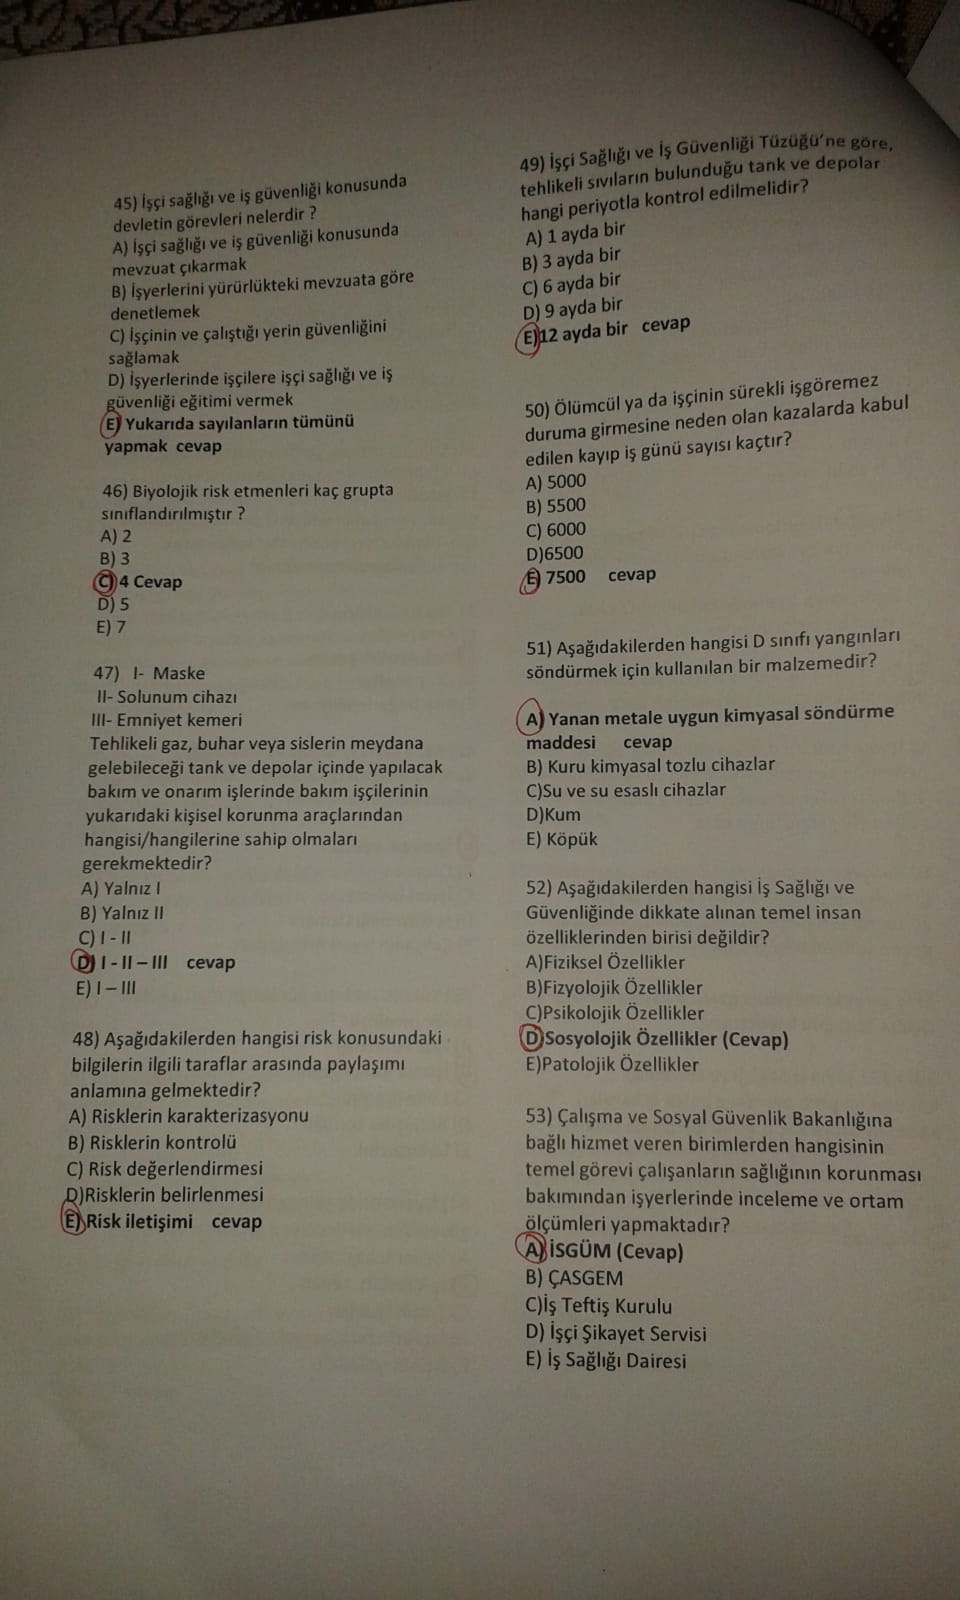 45) İşçi sağlığı ve iş güvenliği konusunda
devletin görevleri nelerdir ?
A) İşçi sağlığı ve iş güvenliği konusunda
mevzuat çıkarmak
B) İşyerlerini yürürlükteki mevzuata göre
denetlemek
C) İşçinin ve çalıştığı yerin güvenliğini
sağlamak
D) İşyerlerinde işçilere işçi sağlığı ve iş
güvenliği eğitimi vermek
E) Yukarıda sayılanların tümünü
yapmak cevap
46) Biyolojik risk etmenleri kaç grupta
sınıflandırılmıştır ?
A) 2
B) 3
C) 4 Cevap
D) 5
E) 7
47) I- Maske
II- Solunum cihazı
III- Emniyet kemeri
Tehlikeli gaz, buhar veya sislerin meydana
gelebileceği tank ve depolar içinde yapılacak
bakım ve onarım işlerinde bakım işçilerinin
yukarıdaki kişisel korunma araçlarından
hangisi/hangilerine sahip olmaları
gerekmektedir?
A) Yalnız I
B) Yalnız II
C) I - II
D) I - II – III cevap
E) I – III
48) Aşağıdakilerden hangisi risk konusundaki
bilgilerin ilgili taraflar arasında paylaşımı
anlamına gelmektedir?
A) Risklerin karakterizasyonu
B) Risklerin kontrolü
C) Risk değerlendirmesi
D)Risklerin belirlenmesi
E) Risk iletişimi cevap
49) İşçi Sağlığı ve İş Güvenliği Tüzüğü'ne göre,
tehlikeli sıvıların bulunduğu tank ve depolar
hangi periyotla kontrol edilmelidir?
A) 1 ayda bir
B) 3 ayda bir
C) 6 ayda bir
D) 9 ayda bir
E)12 ayda bir cevap
50) Ölümcül ya da işçinin sürekli işgöremez
duruma girmesine neden olan kazalarda kabul
edilen kayıp iş günü sayısı kaçtır?
A) 5000
B) 5500
C) 6000
D)6500
E) 7500 cevap
51) Aşağıdakilerden hangisi D sınıfı yangınları
söndürmek için kullanılan bir malzemedir?
A) Yanan metale uygun kimyasal söndürme
maddesi cevap
B) Kuru kimyasal tozlu cihazlar
C)Su ve su esaslı cihazlar
D)Kum
E) Köpük
52) Aşağıdakilerden hangisi İş Sağlığı ve
Güvenliğinde dikkate alınan temel insan
özelliklerinden birisi değildir?
A)Fiziksel Özellikler
B)Fizyolojik Özellikler
C)Psikolojik Özellikler
D)Sosyolojik Özellikler (Cevap)
E)Patolojik Özellikler
53) Çalışma ve Sosyal Güvenlik Bakanlığına
bağlı hizmet veren birimlerden hangisinin
temel görevi çalışanların sağlığının korunması
bakımından işyerlerinde inceleme ve ortam
ölçümleri yapmaktadır?
A) İSGÜM (Cevap)
B) ÇASGEM
C)İş Teftiş Kurulu
D) İşçi Şikayet Servisi
E) İş Sağlığı Dairesi